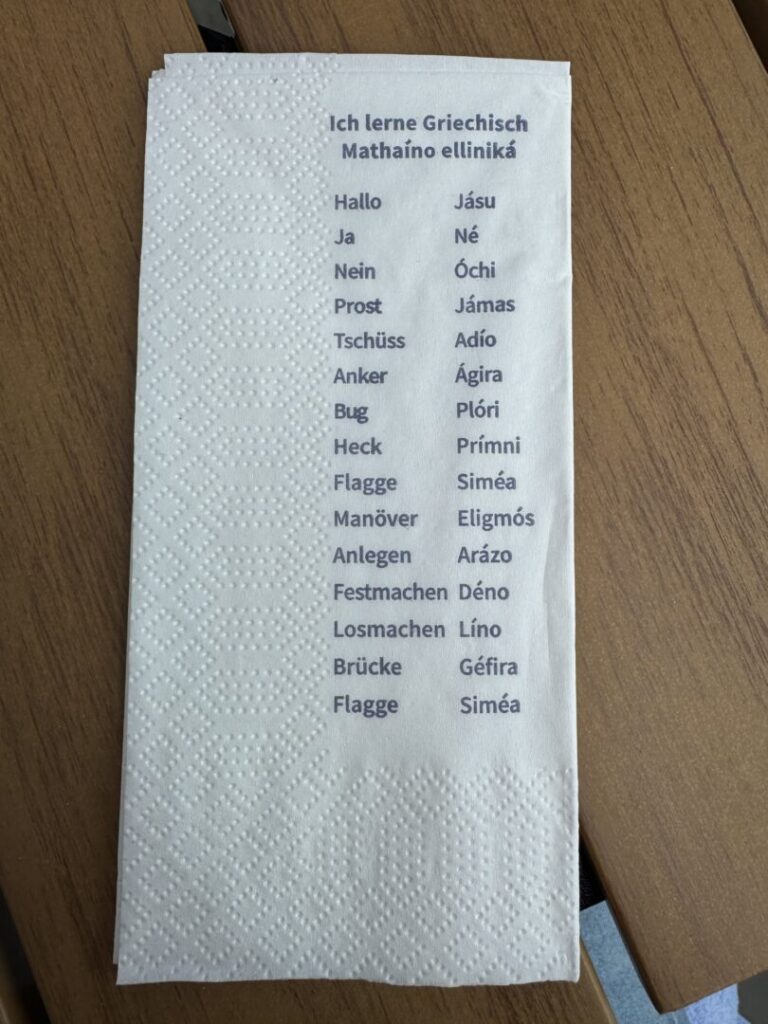 Ich lerne Griechisch
Mathaíno elliniká
Hallo Jásu
Ja Né
Nein Óchi
Prost Jámas
Tschüss Adío
Anker Ágira
Bug Plóri
Heck Prímni
Flagge Siméa
Manöver Eligmós
Anlegen Arázo
Festmachen Déno
Losmachen Líno
Brücke Géfira
Flagge Siméa